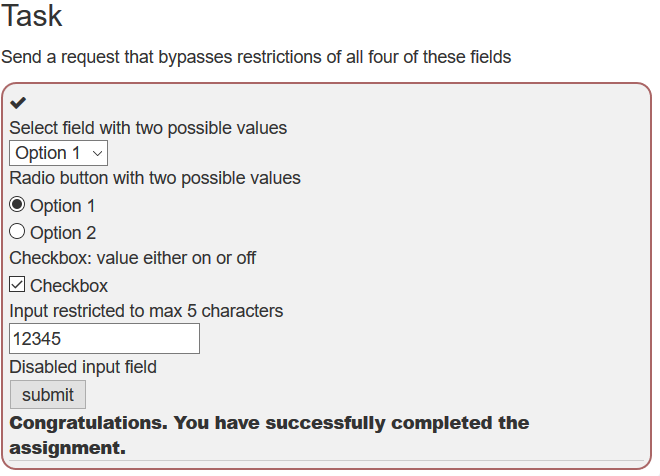 Task
Send a request that bypasses restrictions of all four of these fields
Select field with two possible values
Option 1
Radio button with two possible values
Option 1
Option 2
Checkbox: value either on or off
Checkbox
Input restricted to max 5 characters
12345
Disabled input field
submit
Congratulations. You have successfully completed the
assignment.